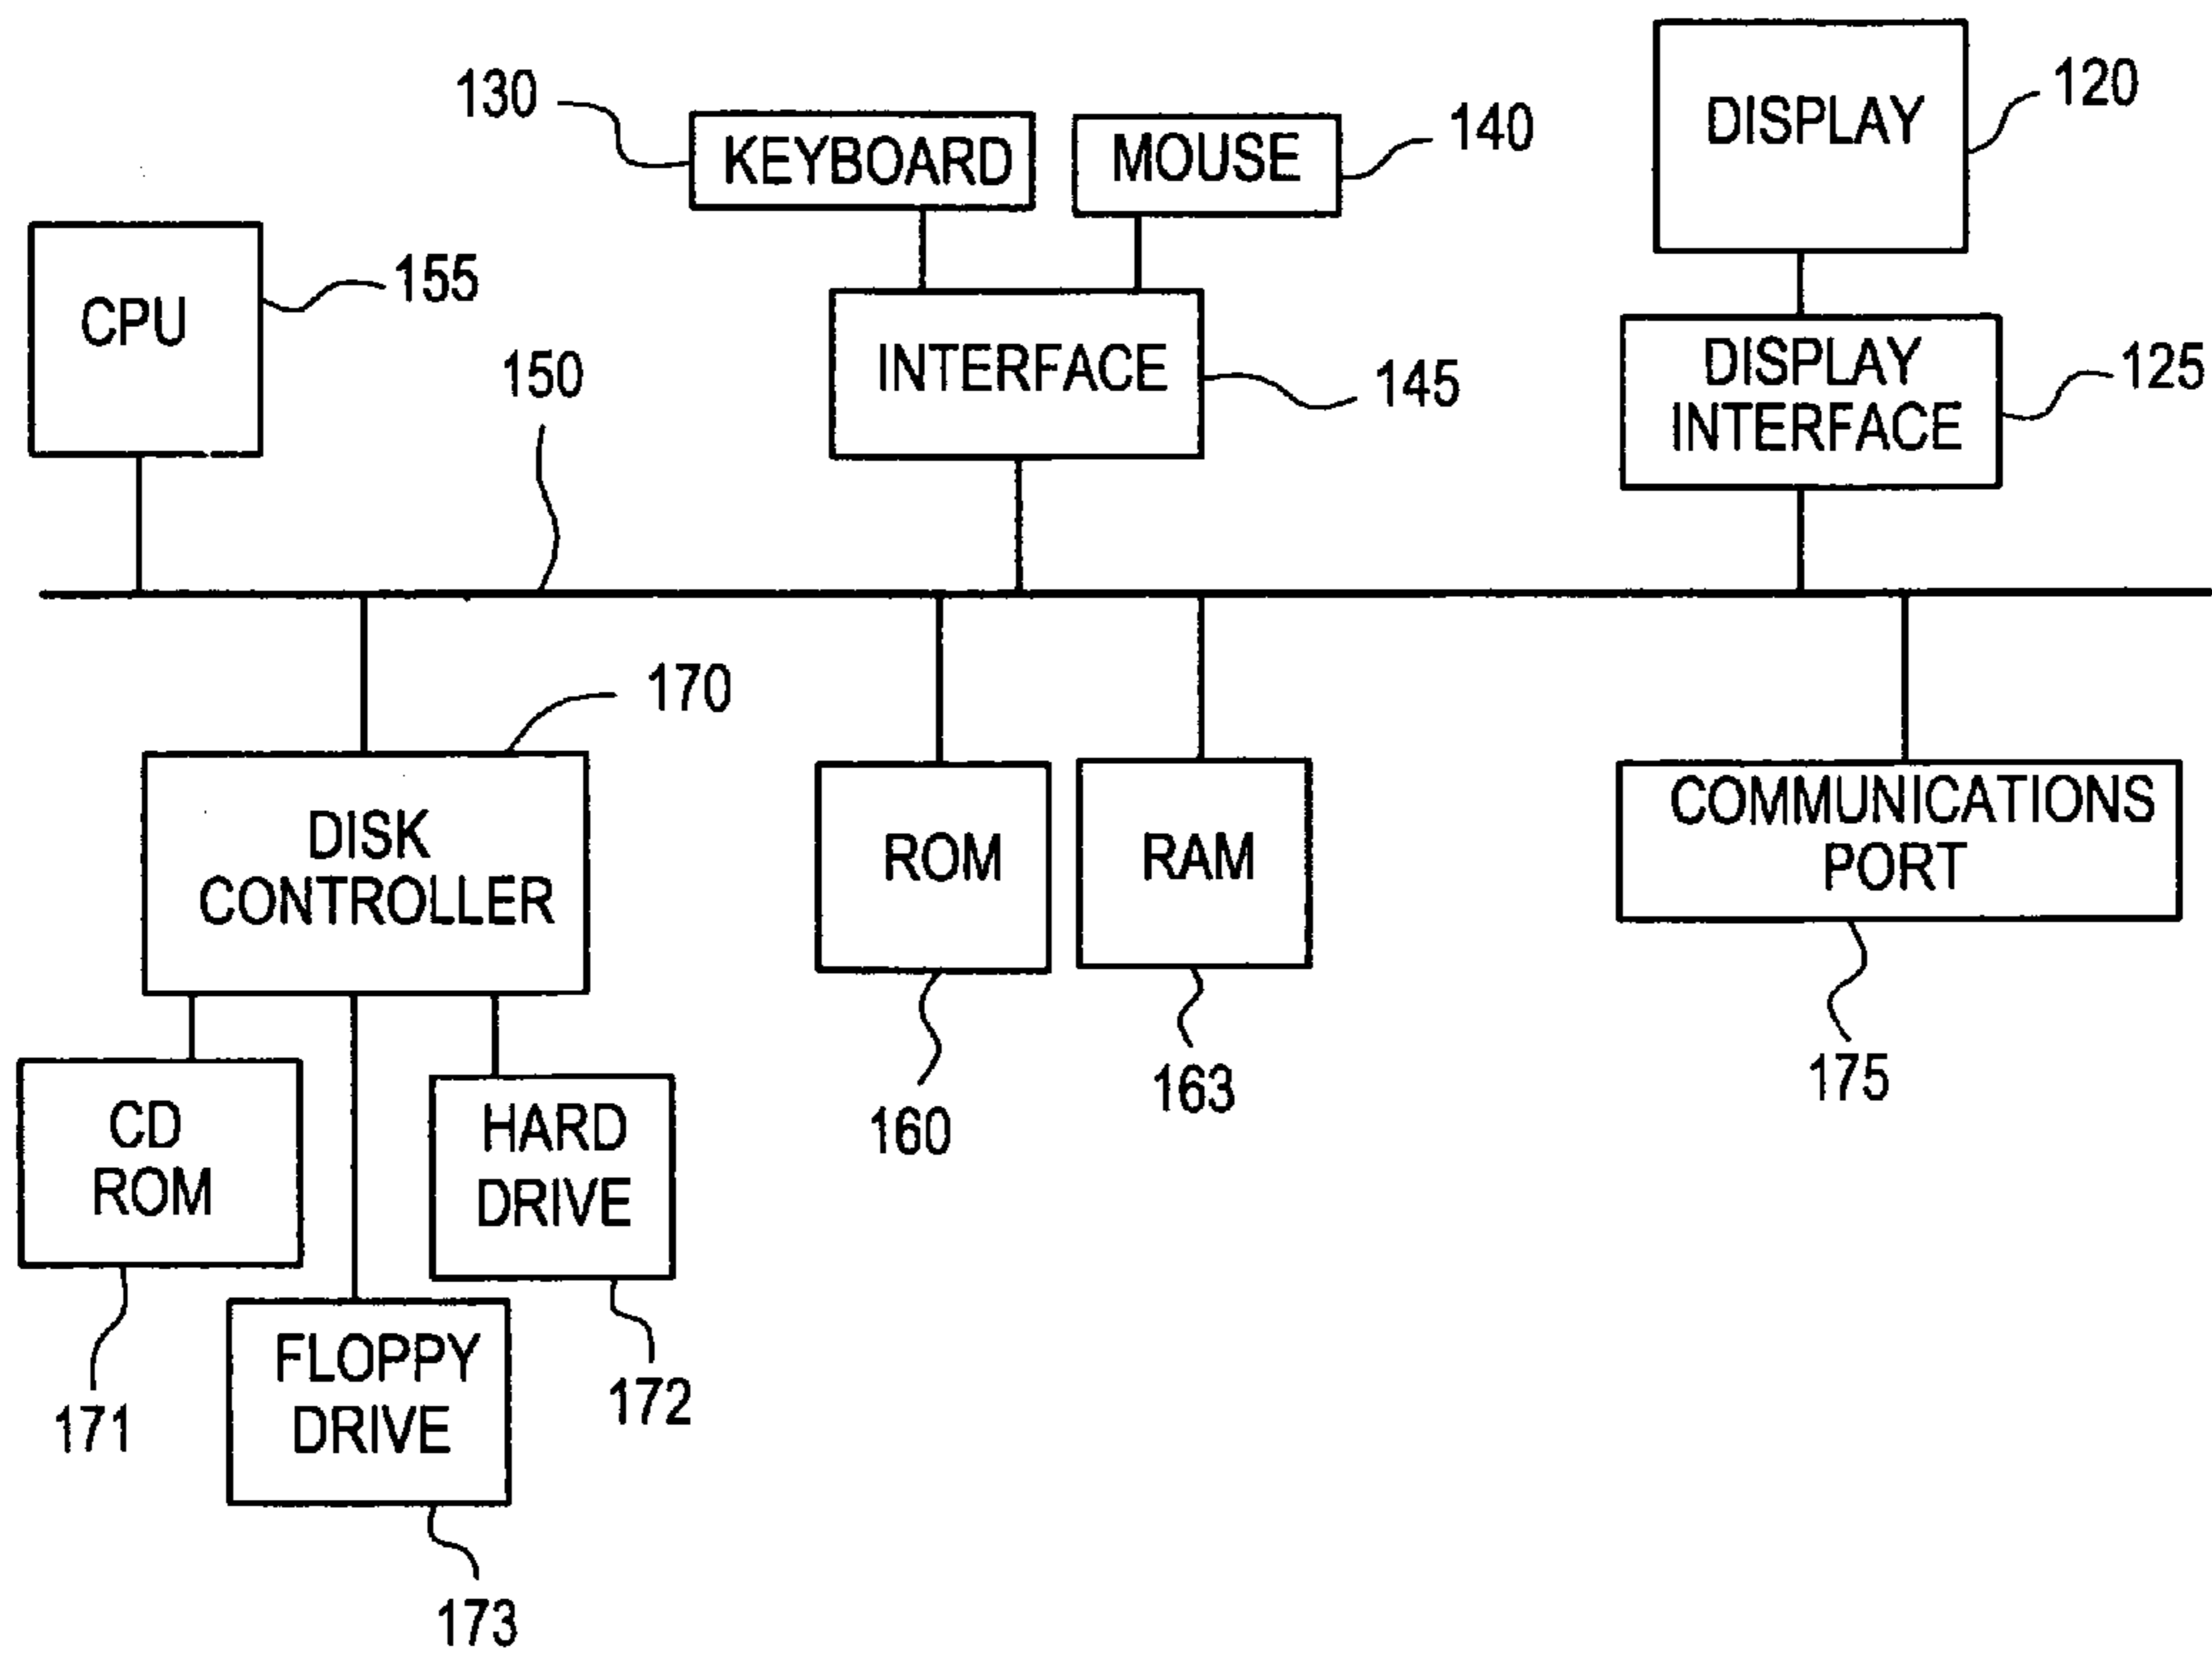 130
KEYBOARD
MOUSE
140
DISPLAY
120
CPU
155
150
INTERFACE
145
DISPLAY
INTERFACE
125
170
DISK
CONTROLLER
ROM
RAM
COMMUNICATIONS
PORT
160
163
175
CD
ROM
HARD
DRIVE
171
FLOPPY
DRIVE
172
173